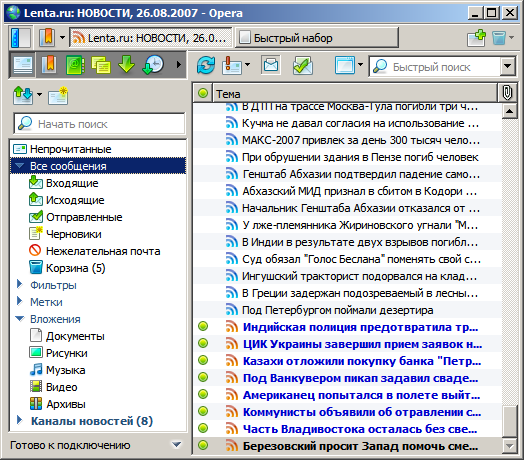 Lenta.ru: НОВОСТИ, 26.08.2007 - Opera
Lenta.ru: НОВОСТИ, 26.0...
Быстрый набор
Быстрый поиск
Начать поиск
Непрочитанные
Все сообщения
Входящие
Исходящие
Отправленные
Черновики
Нежелательная почта
Корзина (5)
Фильтры
Метки
Вложения
Документы
Рисунки
Музыка
Видео
Архивы
Каналы новостей (8)
Готово к подключению
Тема
В ДТП на трассе Москва-Тула погибли три ч...
Кучма не давал согласия на использование ...
МАКС-2007 привлек за день 300 тысяч чело...
При обрушении здания в Пензе погиб человек
Генштаб Абхазии подтвердил падение само...
Абхазский МИД признал в сбитом в Кодори ...
Начальник Генштаба Абхазии отказался от ...
У лже-племянника Жириновского угнали "М...
В Индии в результате двух взрывов погибл...
Суд обязал "Голос Беслана" поменять свой с...
Ингушский тракторист подорвался на клад...
В Греции задержан подозреваемый в лесны...
Под Петербургом поймали дезертира
Индийская полиция предотвратила тр...
ЦИК Украины завершил прием заявок н...
Казахи отложили покупку банка "Петр...
Под Ванкувером пикап задавил сваде...
Американец попытался в полете выйт...
Коммунисты объявили об отравлении с...
Часть Владивостока осталась без све...
Березовский просит Запад помочь сме...